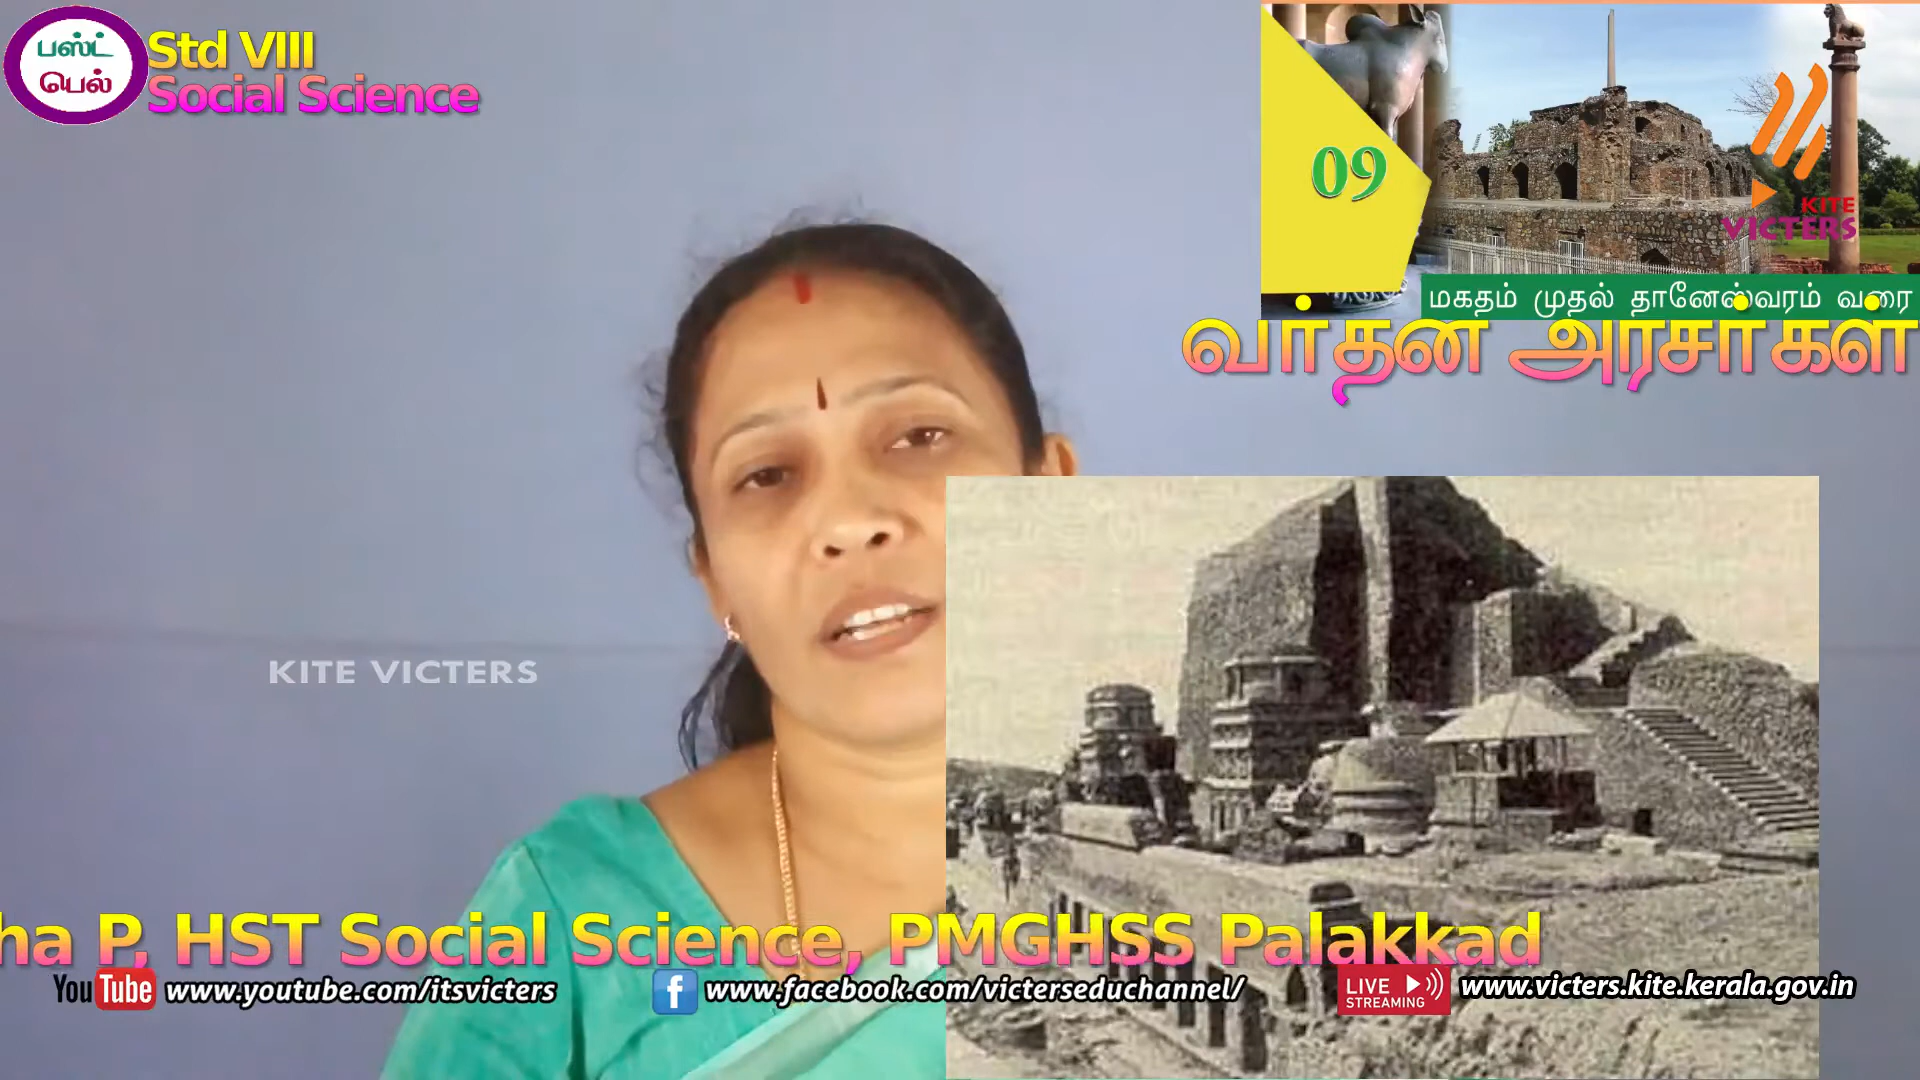 பஸ்ட்
யெல்
Std VIII
Social Science
09
KITE
VICTERS
மகதம் முதல் தானேஸ்வரம் வரை
வர்தன அரசர்கள்
KITE VICTERS
ha P, HST Social Science, PMGHSS Palakkad
YouTube www.youtube.com/itsvicters
f www.facebook.com/victerseduchannel/
LIVE STREAMING www.victers.kite.kerala.gov.in